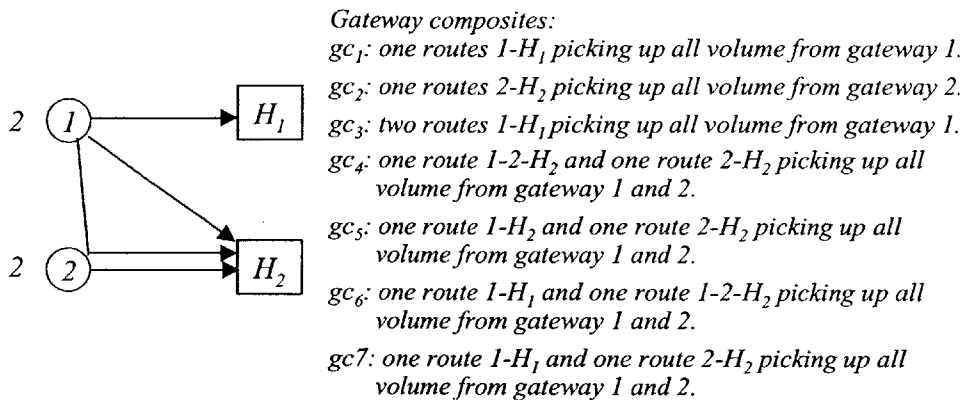 Gateway composites:
gc1: one routes 1-H1 picking up all volume from gateway 1.
gc2: one routes 2-H2 picking up all volume from gateway 2.
gc3: two routes 1-H1 picking up all volume from gateway 1.
gc4: one route 1-2-H2 and one route 2-H2 picking up all
volume from gateway 1 and 2.
gc5: one route 1-H2 and one route 2-H2 picking up all
volume from gateway 1 and 2.
gc6: one route 1-H1 and one route 1-2-H2 picking up all
volume from gateway 1 and 2.
gc7: one route 1-H1 and one route 2-H2 picking up all
volume from gateway 1 and 2.
2 1 H1
2 2 H2